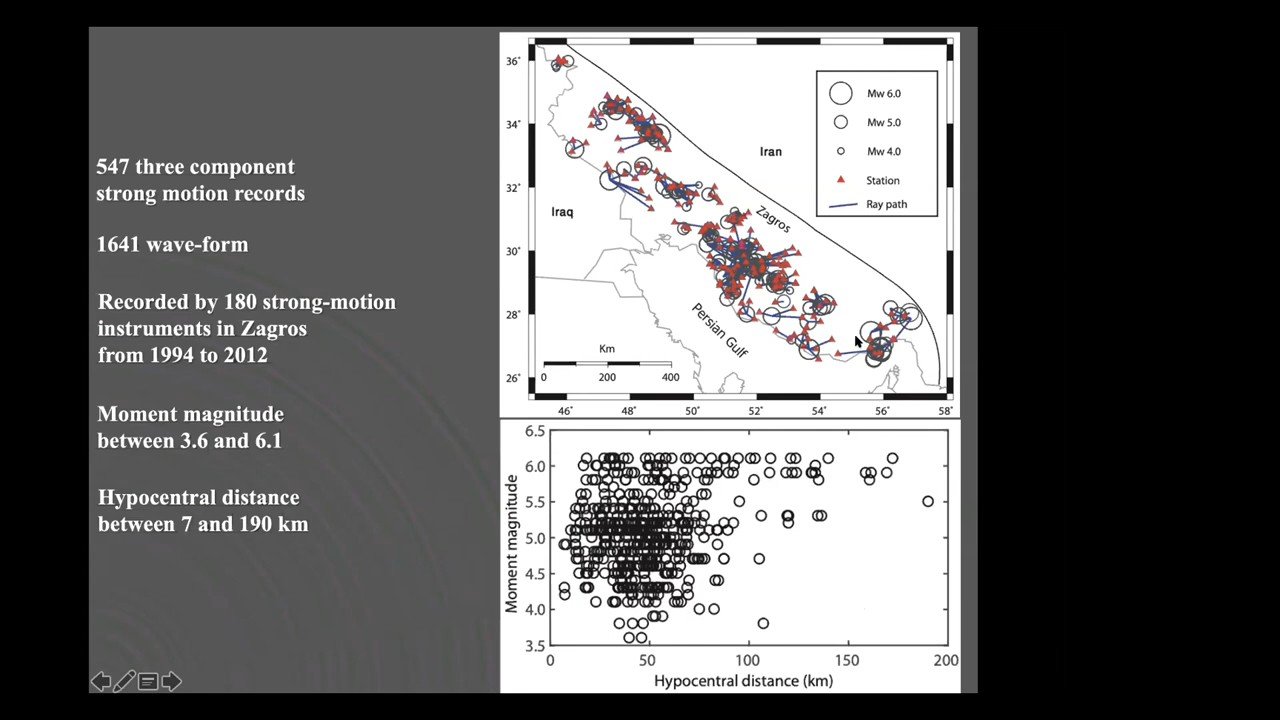 547 three component
strong motion records
1641 wave-form
Recorded by 180 strong-motion
instruments in Zagros
from 1994 to 2012
Moment magnitude
between 3.6 and 6.1
Hypocentral distance
between 7 and 190 km
36°
34°
32°
30°
28°
26°
46°
48°
50°
52°
54°
56°
58°
Mw 6.0
Mw 5.0
Mw 4.0
Station
Ray path
Iran
Iraq
Zagros
Persian Gulf
Km
0 200 400
6.5
6.0
5.5
5.0
4.5
4.0
3.5
Moment magnitude
0 50 100 150 200
Hypocentral distance (km)